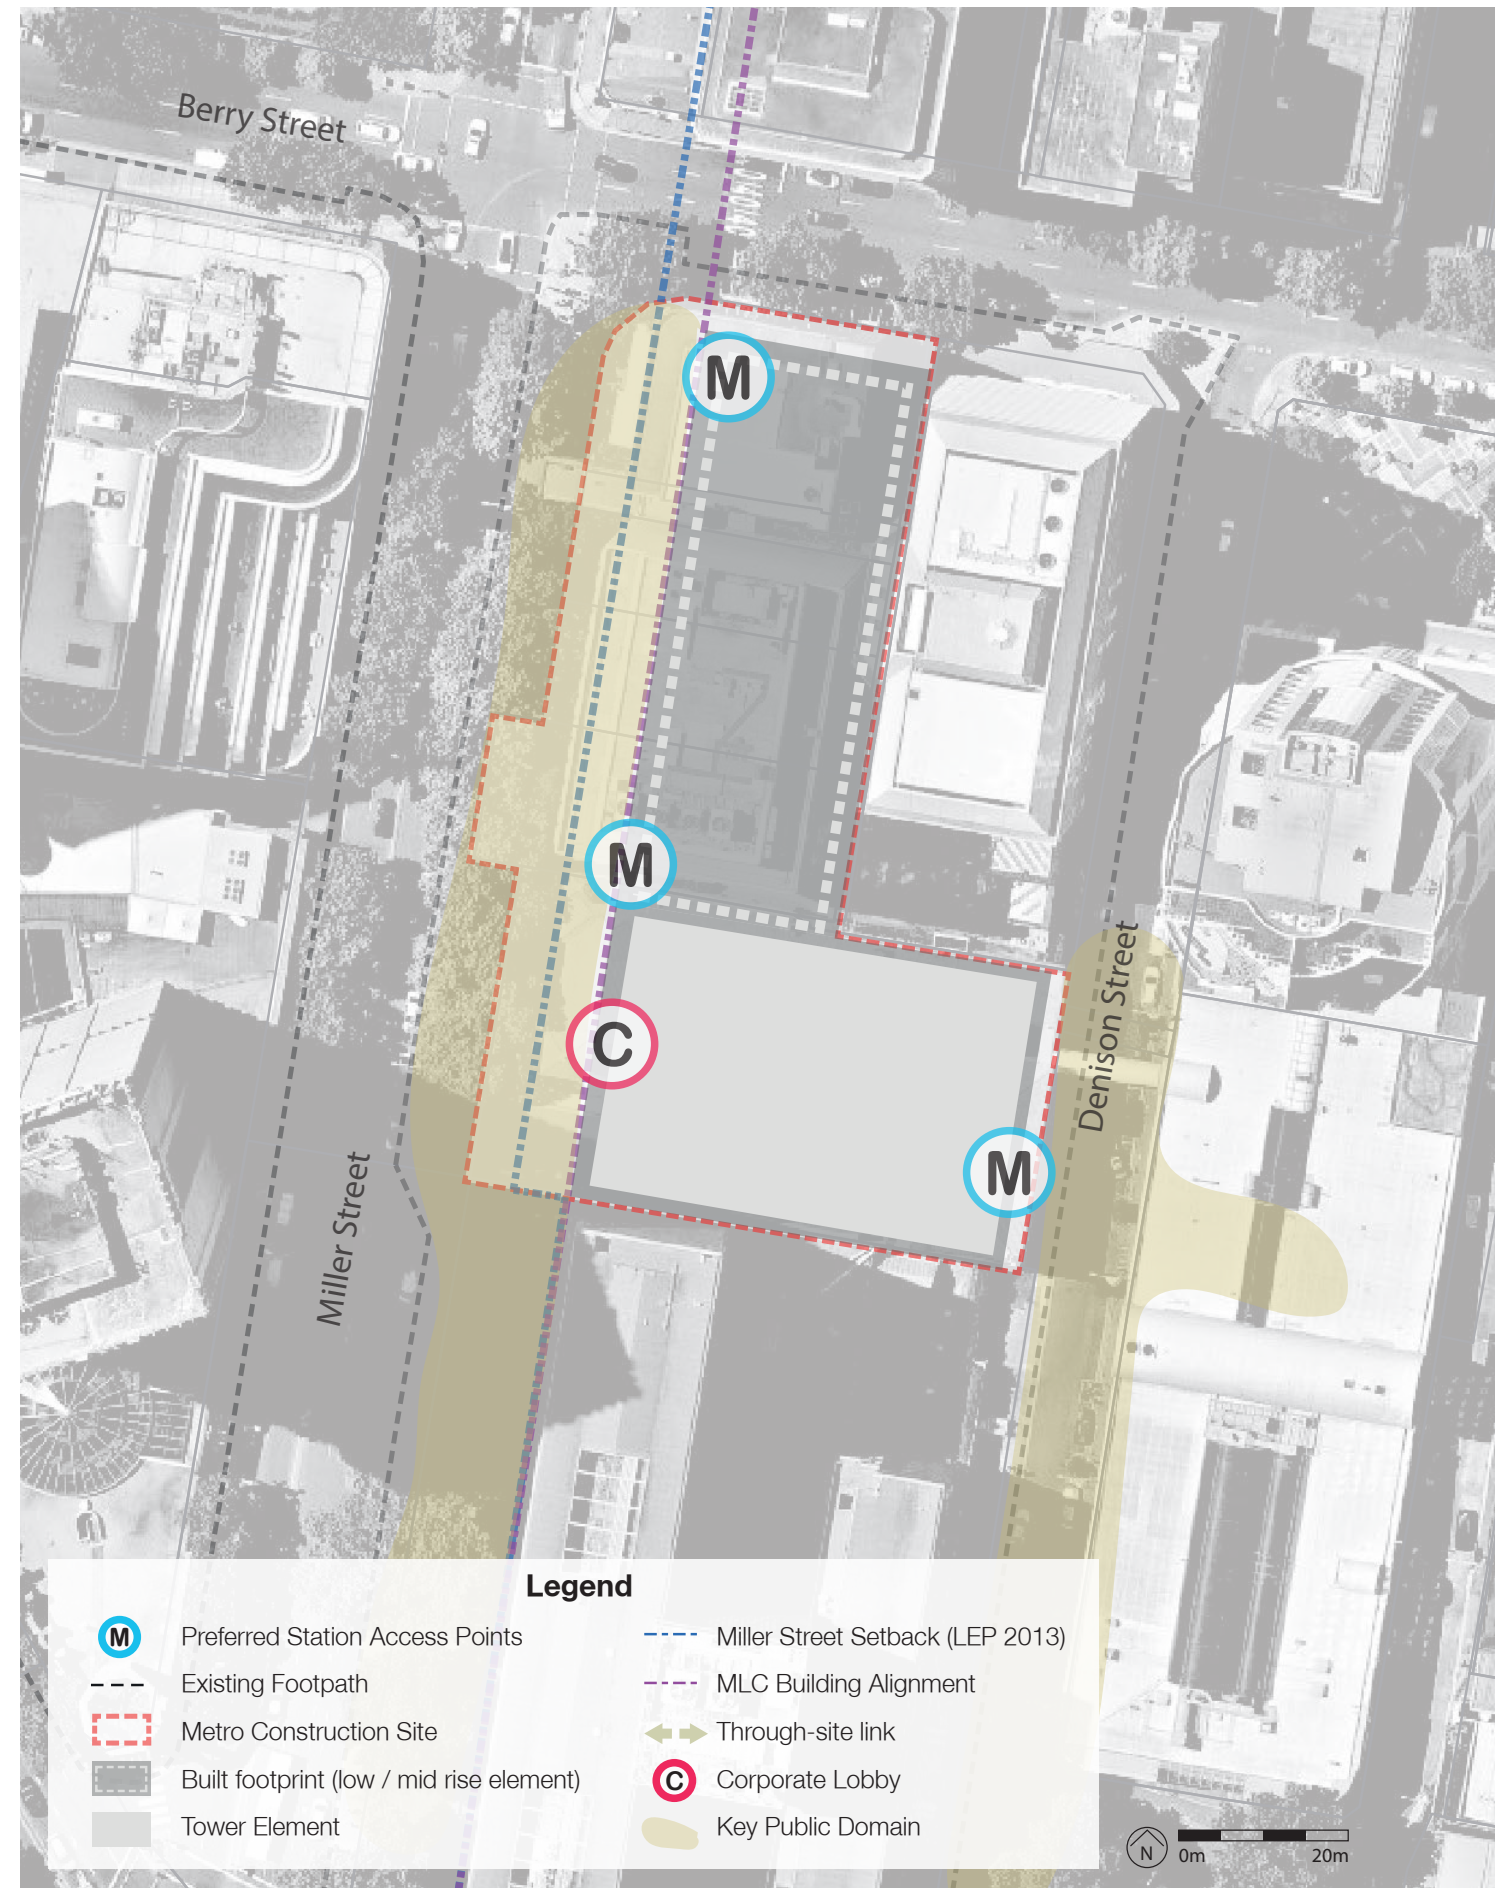 Berry Street
M
M
C
M
Denison Street
Miller Street
Legend
M Preferred Station Access Points
Existing Footpath
Metro Construction Site
Built footprint (low / mid rise element)
Tower Element
Miller Street Setback (LEP 2013)
MLC Building Alignment
Through-site link
C Corporate Lobby
Key Public Domain
N
0m 20m